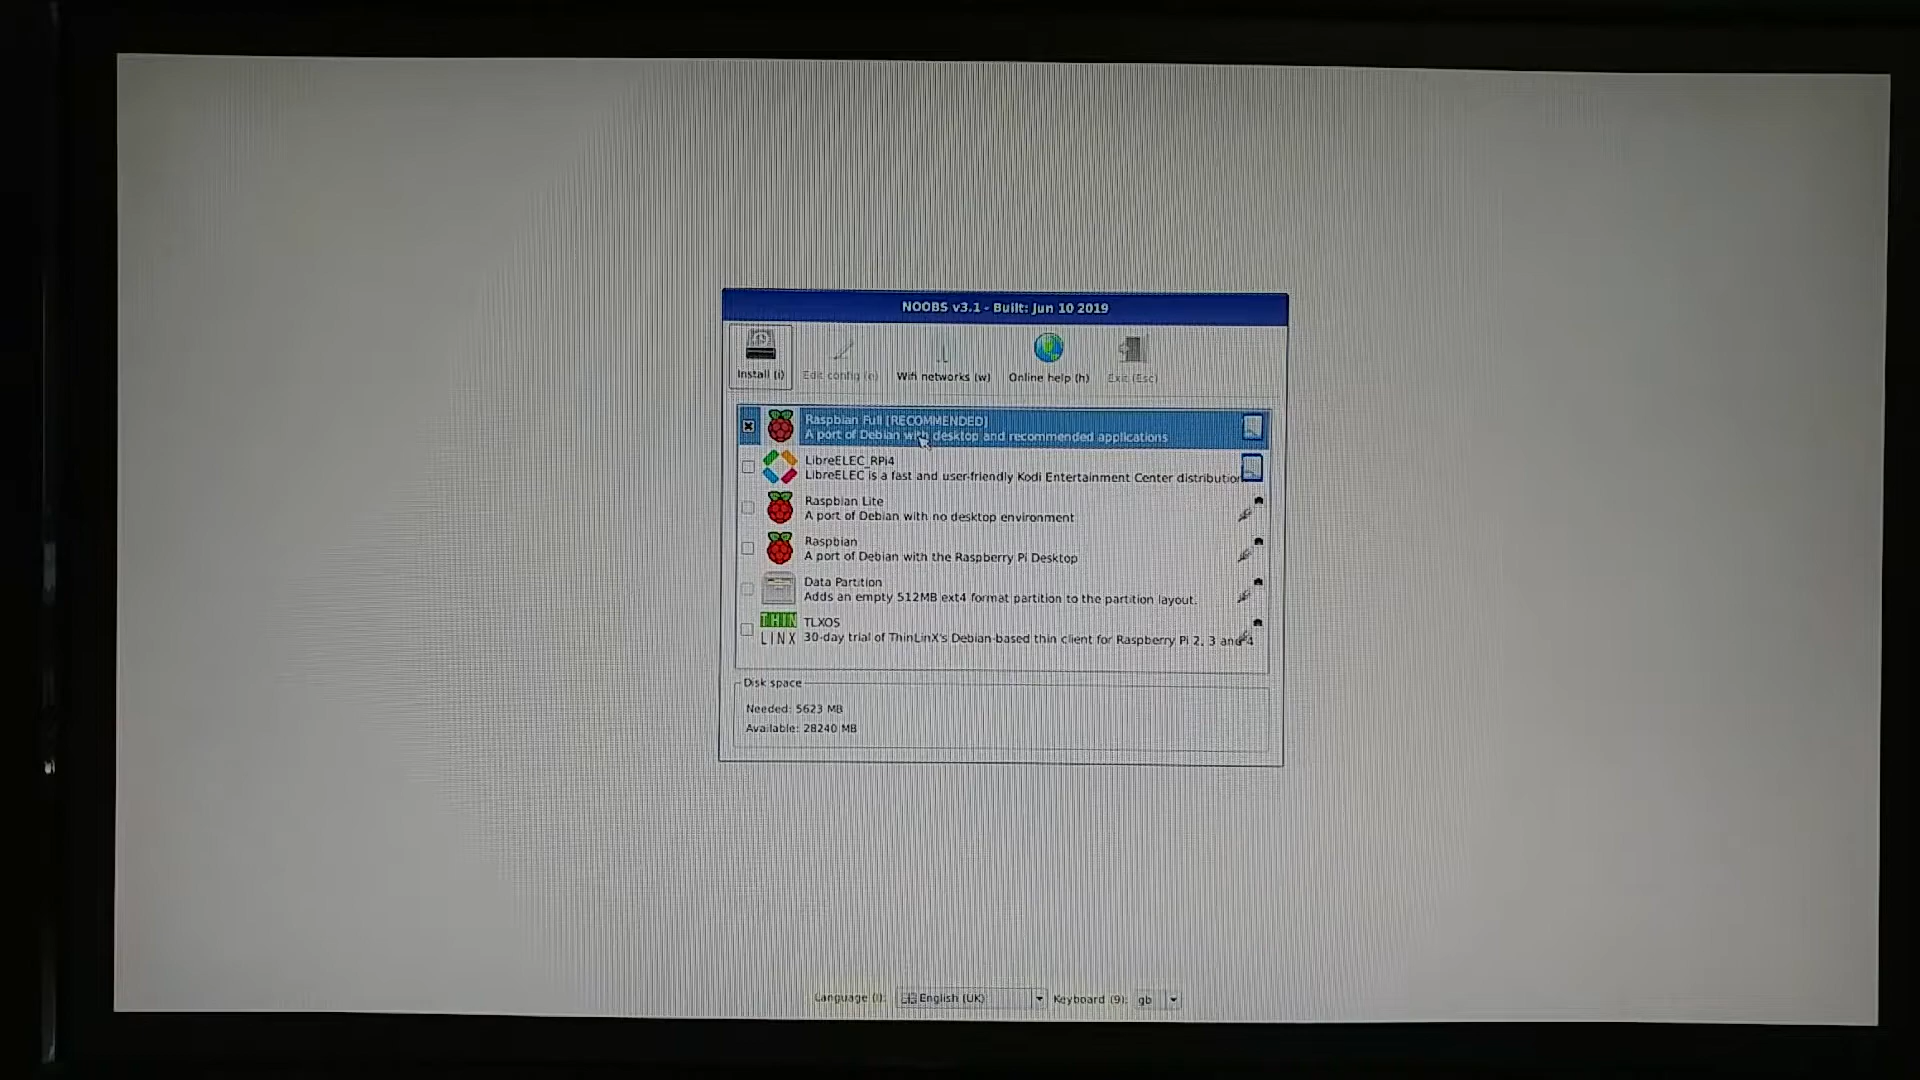 NOOBS v3.1 - Built: Jun 10 2019
Install (i) Edit config (e) Wifi networks (w) Online help (h) Exit (Esc)
Raspbian Full [RECOMMENDED]
A port of Debian with desktop and recommended applications
LibreELEC_RPi4
LibreELEC is a fast and user-friendly Kodi Entertainment Center distribution
Raspbian Lite
A port of Debian with no desktop environment
Raspbian
A port of Debian with the Raspberry Pi Desktop
Data Partition
Adds an empty 512MB ext4 format partition to the partition layout.
THIN
LINX
TLXOS
30-day trial of ThinLinX's Debian-based thin client for Raspberry Pi 2, 3 and 4
Disk space
Needed: 5623 MB
Available: 28240 MB
Language (l): English (UK) Keyboard (9): gb